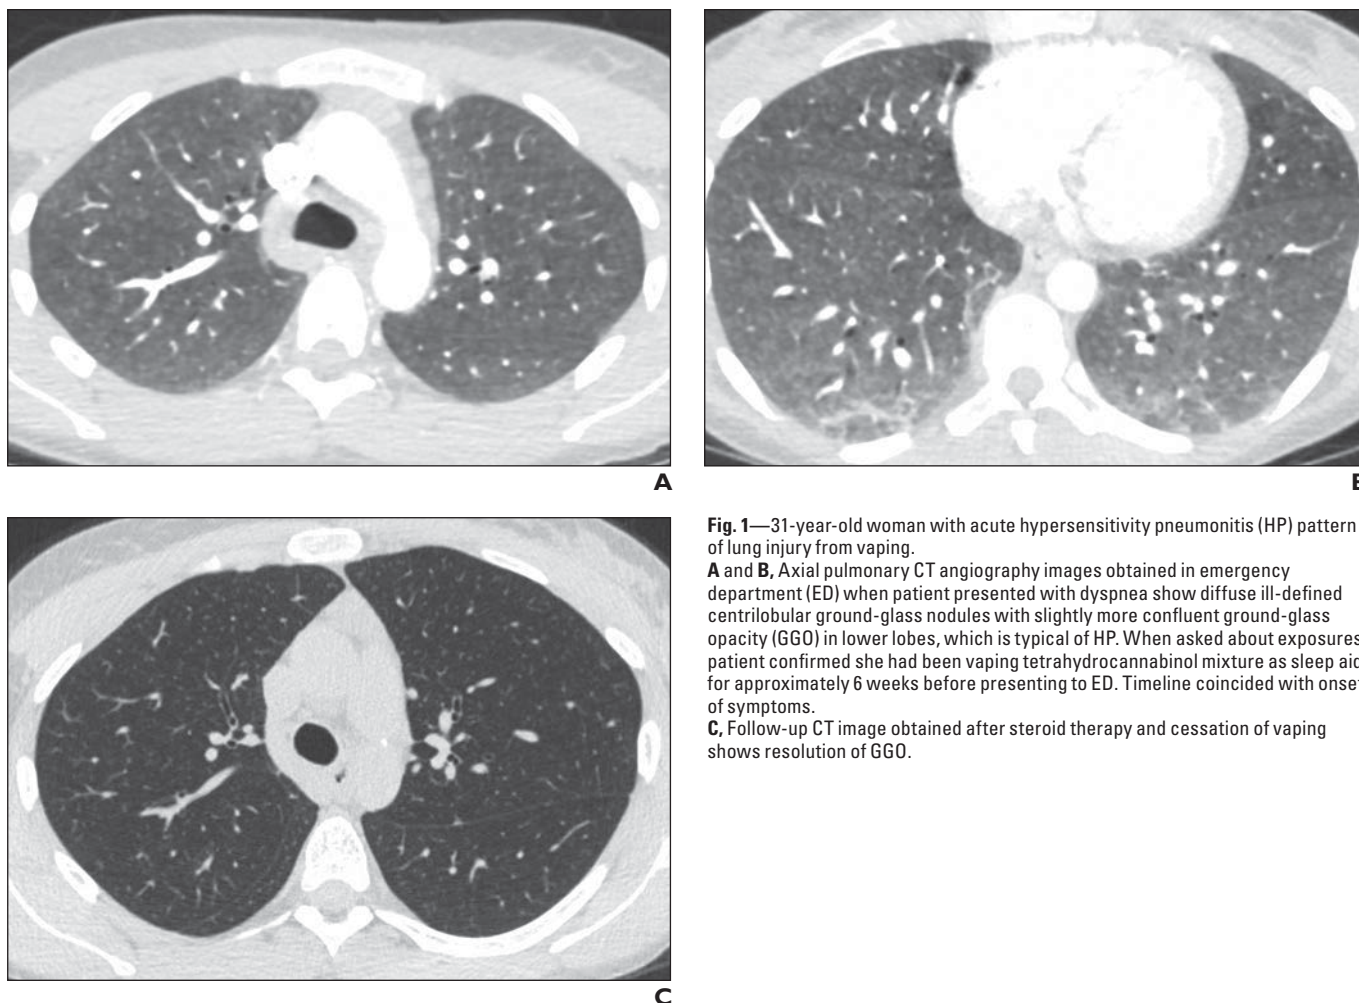 A
B
Fig. 1—31-year-old woman with acute hypersensitivity pneumonitis (HP) pattern
of lung injury from vaping.
A and B, Axial pulmonary CT angiography images obtained in emergency
department (ED) when patient presented with dyspnea show diffuse ill-defined
centrilobular ground-glass nodules with slightly more confluent ground-glass
opacity (GGO) in lower lobes, which is typical of HP. When asked about exposures
patient confirmed she had been vaping tetrahydrocannabinol mixture as sleep aid
for approximately 6 weeks before presenting to ED. Timeline coincided with onset
of symptoms.
C, Follow-up CT image obtained after steroid therapy and cessation of vaping
shows resolution of GGO.
C